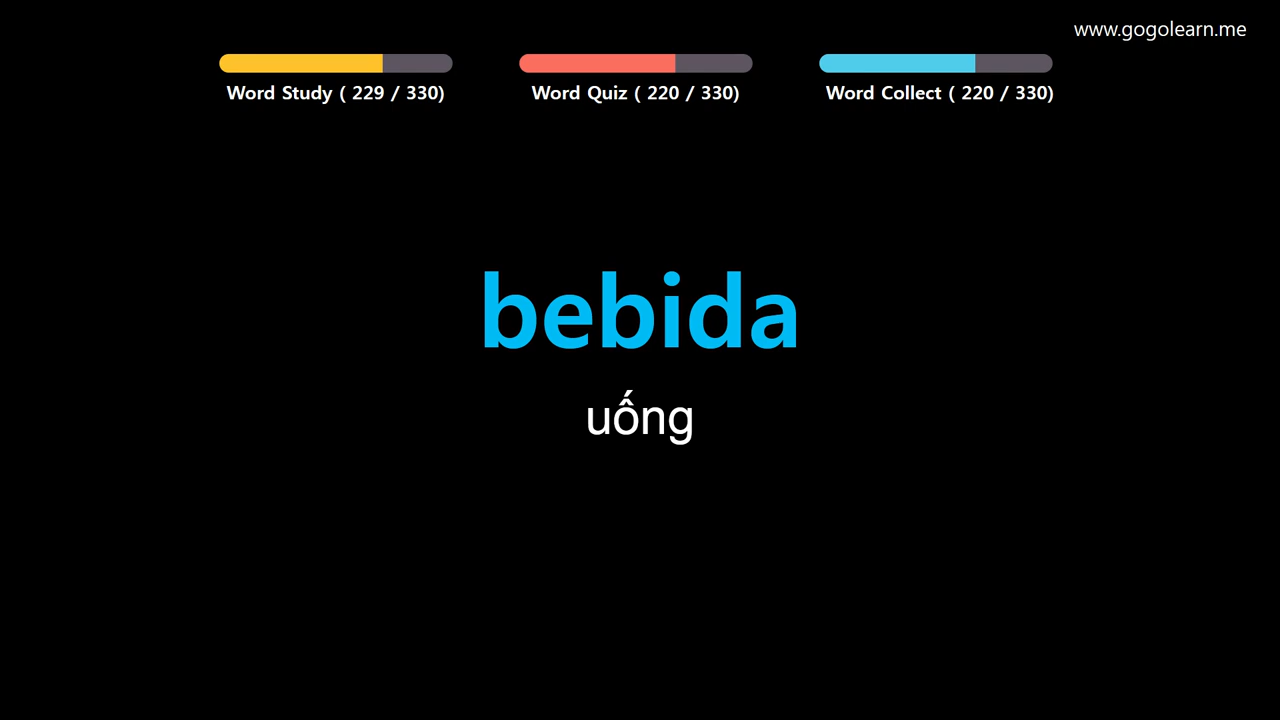 www.gogolearn.me
Word Study ( 229 / 330)
Word Quiz ( 220 / 330)
Word Collect ( 220 / 330)
bebida
uống